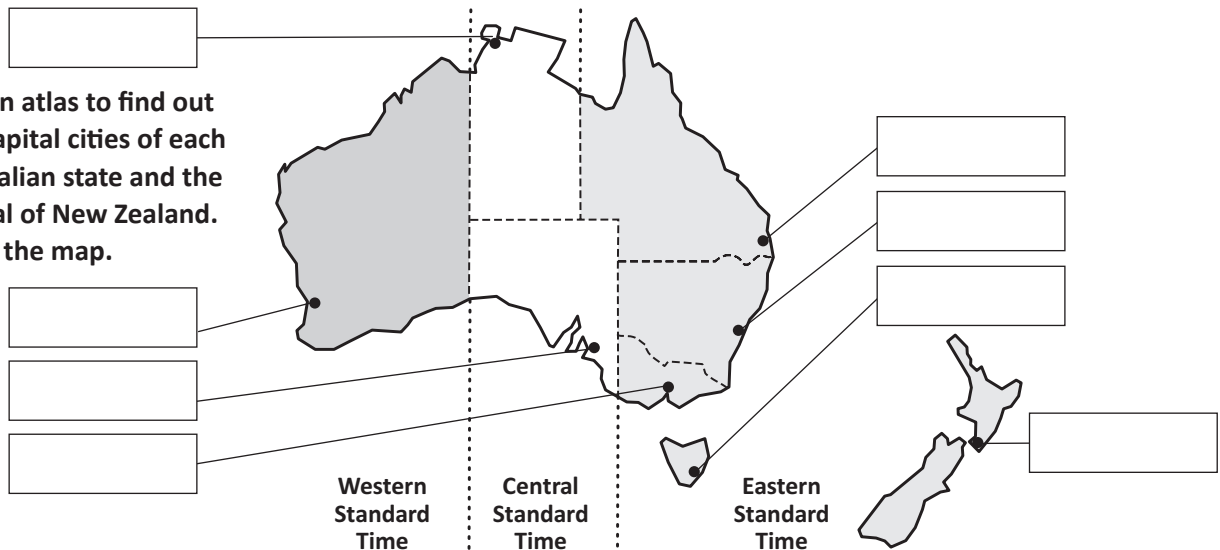 n atlas to find out
apital cities of each
alian state and the
al of New Zealand.
the map.
Western
Standard
Time
Central
Standard
Time
Eastern
Standard
Time